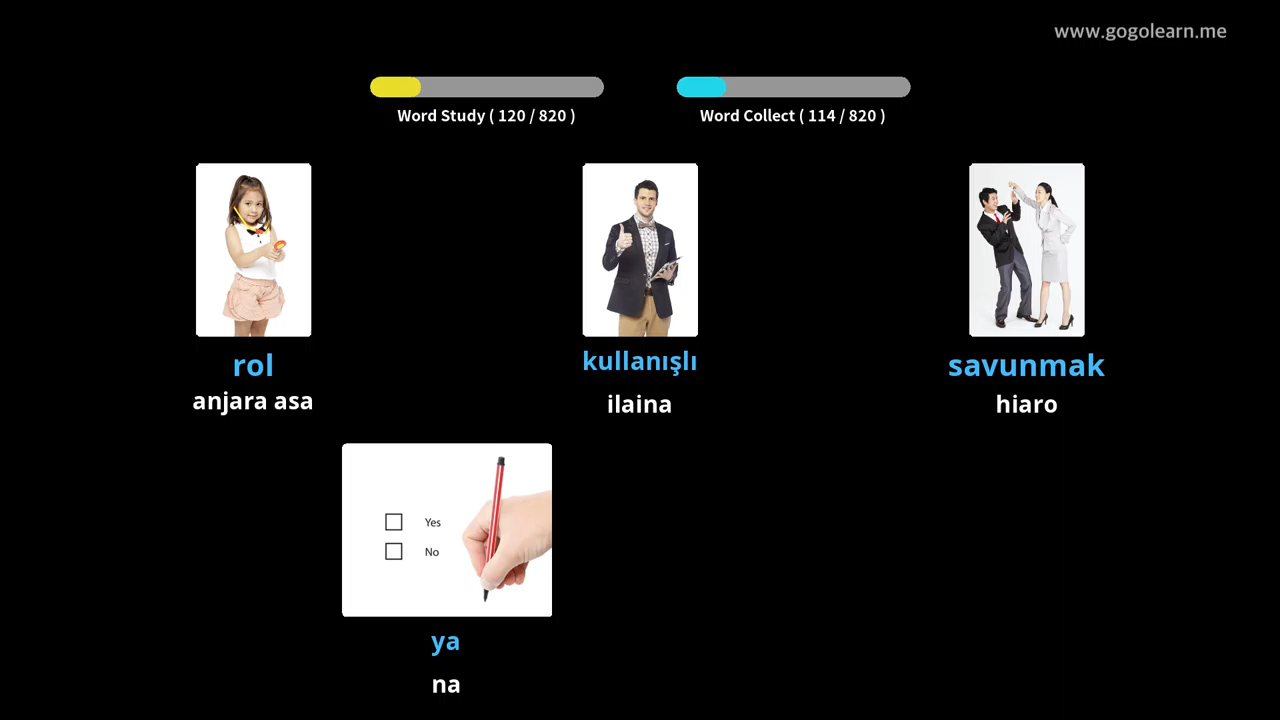 www.gogolearn.me
Word Study ( 120 / 820 )
Word Collect ( 114 / 820 )
rol
anjara asa
kullanışlı
ilaina
savunmak
hiaro
Yes
No
ya
na